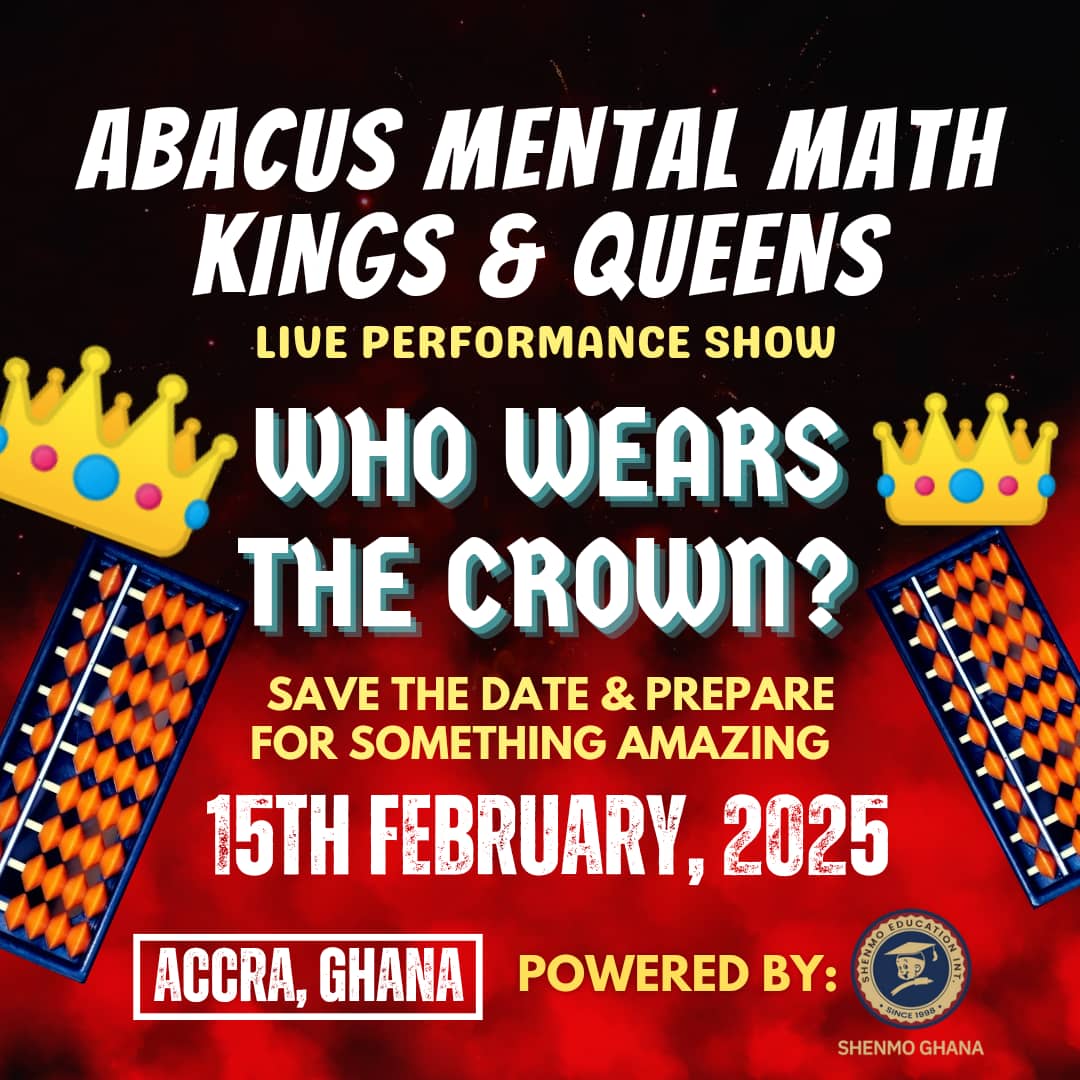 ABACUS MENTAL MATH
KINGS & QUEENS
LIVE PERFORMANCE SHOW
WHO WEARS
THE CROWN?
SAVE THE DATE & PREPARE
FOR SOMETHING AMAZING
15TH FEBRUARY, 2025
ACCRA, GHANA
POWERED BY:
SHENMO EDUCATION INT.
• SINCE 1998 •
SHENMO GHANA